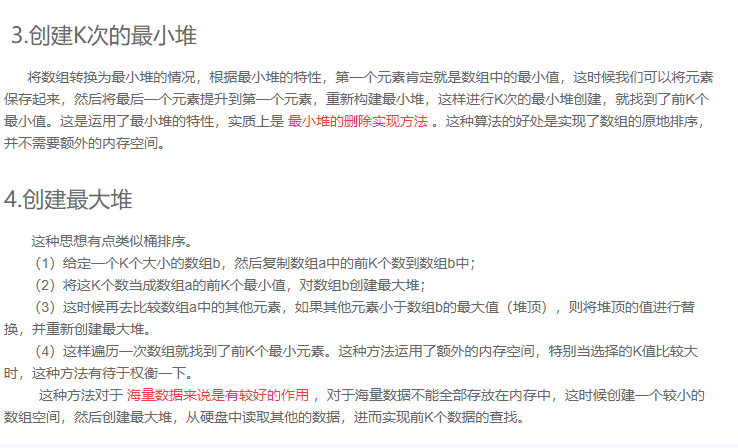 3.创建K次的最小堆
将数组转换为最小堆的情况，根据最小堆的特性，第一个元素肯定就是数组中的最小值，这时候我们可以将元素
保存起来，然后将最后一个元素提升到第一个元素，重新构建最小堆，这样进行K次的最小堆创建，就找到了前K个
最小值。这是运用了最小堆的特性，实质上是 最小堆的删除实现方法 。这种算法的好处是实现了数组的原地排序，
并不需要额外的内存空间。
4.创建最大堆
这种思想有点类似桶排序。
（1）给定一个K个大小的数组b，然后复制数组a中的前K个数到数组b中；
（2）将这K个数当成数组a的前K个最小值，对数组b创建最大堆；
（3）这时候再去比较数组a中的其他元素，如果其他元素小于数组b的最大值（堆顶），则将堆顶的值进行替
换，并重新创建最大堆。
（4）这样遍历一次数组就找到了前K个最小元素。这种方法运用了额外的内存空间，特别当选择的K值比较大
时，这种方法有待于权衡一下。
这种方法对于 海量数据来说是有较好的作用 ，对于海量数据不能全部存放在内存中，这时候创建一个较小的
数组空间，然后创建最大堆，从硬盘中读取其他的数据，进而实现前K个数据的查找。